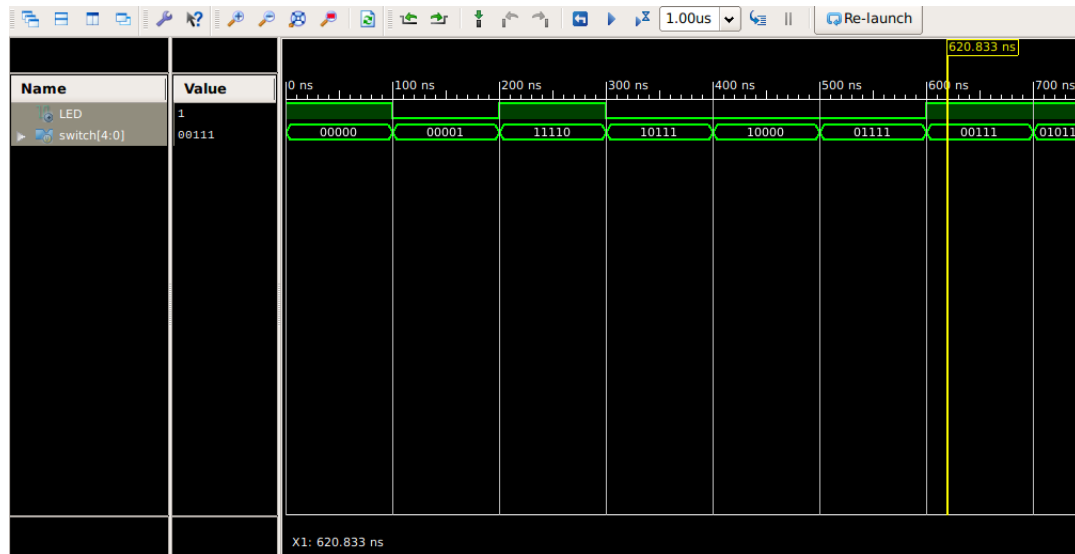 1.00us
Re-launch
620.833 ns
Name Value
0 ns 100 ns 200 ns 300 ns 400 ns 500 ns 600 ns 700 ns
LED 1
switch[4:0] 00111
00000 00001 11110 10111 10000 01111 00111 01011
X1: 620.833 ns